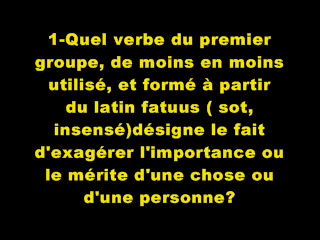 1-Quel verbe du premier
groupe, de moins en moins
utilisé, et formé à partir
du latin fatuus ( sot,
insensé)désigne le fait
d'exagérer l'importance ou
le mérite d'une chose ou
d'une personne?